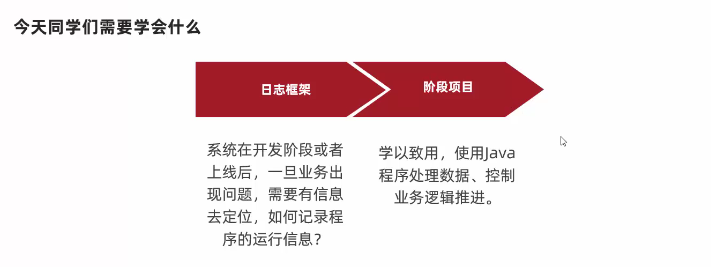 今天同学们需要学会什么
日志框架
阶段项目
系统在开发阶段或者
上线后，一旦业务出
现问题，需要有信息
去定位，如何记录程
序的运行信息？
学以致用，使用Java
程序处理数据、控制
业务逻辑推进。